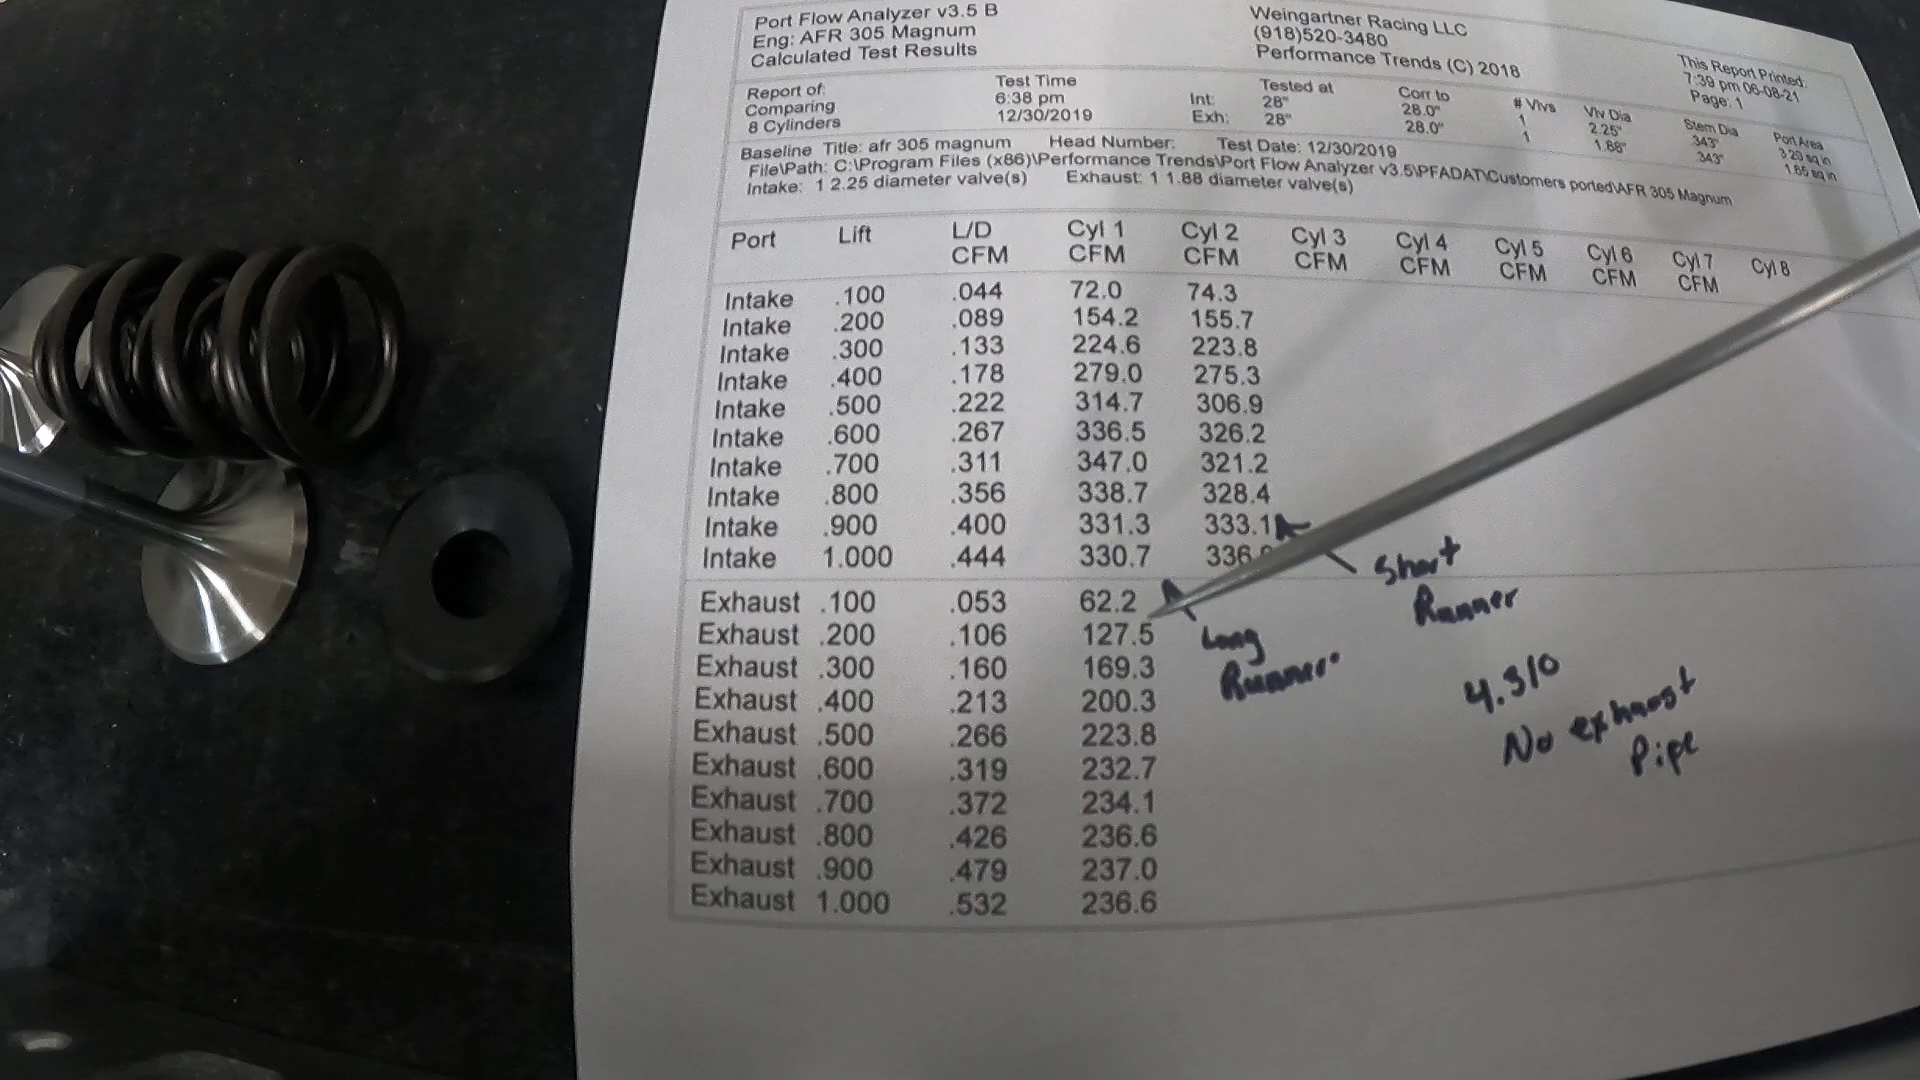 Port Flow Analyzer v3.5 B
Eng: AFR 305 Magnum
Calculated Test Results
Weingartner Racing LLC
(918)520-3480
Performance Trends (C) 2018
This Report Printed:
7:39 pm 06-08-21
Page: 1
Report of:
Comparing
8 Cylinders
Test Time
6:38 pm
12/30/2019
Int:
Exh:
Tested at
28"
28"
Corr to
28.0"
28.0"
# Vlvs
1
1
Vlv Dia
2.25"
1.88"
Stem Dia
.343"
.343"
Port Area
3.20 sq in
1.65 sq in
Baseline Title: afr 305 magnum Head Number: Test Date: 12/30/2019
File\Path: C:\Program Files (x86)\Performance Trends\Port Flow Analyzer v3.5\PFADAT\Customers ported\AFR 305 Magnum
Intake: 1 2.25 diameter valve(s) Exhaust: 1 1.88 diameter valve(s)
Port Lift L/D CFM Cyl 1 CFM Cyl 2 CFM Cyl 3 CFM Cyl 4 CFM Cyl 5 CFM Cyl 6 CFM Cyl 7 CFM Cyl 8
Intake .100 .044 72.0 74.3
Intake .200 .089 154.2 155.7
Intake .300 .133 224.6 223.8
Intake .400 .178 279.0 275.3
Intake .500 .222 314.7 306.9
Intake .600 .267 336.5 326.2
Intake .700 .311 347.0 321.2
Intake .800 .356 338.7 328.4
Intake .900 .400 331.3 333.1
Intake 1.000 .444 330.7
Short
Runner
Exhaust .100 .053 62.2
Exhaust .200 .106 127.5
Exhaust .300 .160 169.3
Exhaust .400 .213 200.3
Exhaust .500 .266 223.8
Exhaust .600 .319 232.7
Exhaust .700 .372 234.1
Exhaust .800 .426 236.6
Exhaust .900 .479 237.0
Exhaust 1.000 .532 236.6
Long
Runner
4.310
No exhaust
Pipe